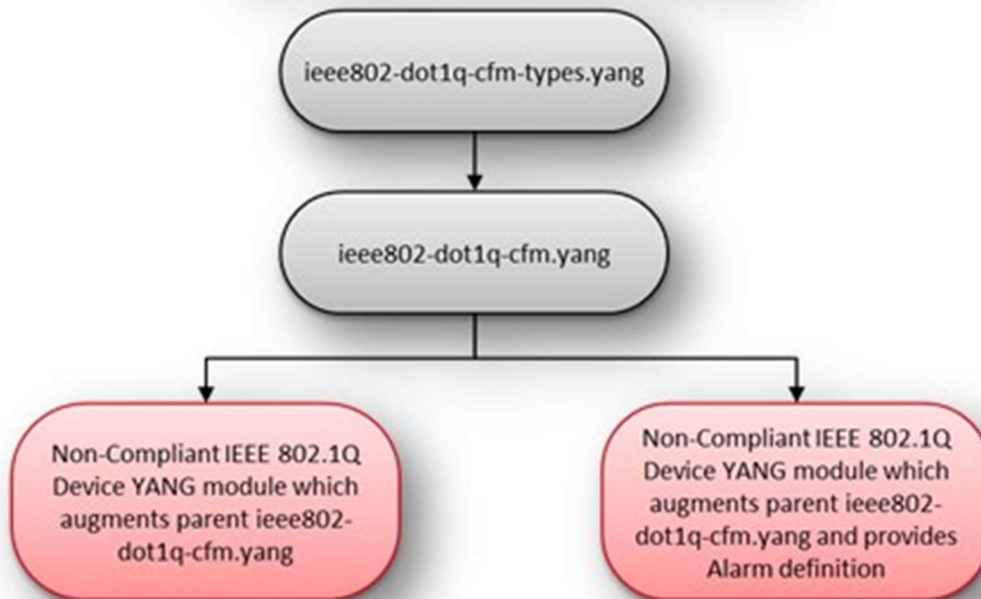 ieee802-dot1q-cfm-types.yang
ieee802-dot1q-cfm.yang
Non-Compliant IEEE 802.1Q
Device YANG module which
augments parent ieee802-
dot1q-cfm.yang
Non-Compliant IEEE 802.1Q
Device YANG module which
augments parent ieee802-
dot1q-cfm.yang and provides
Alarm definition